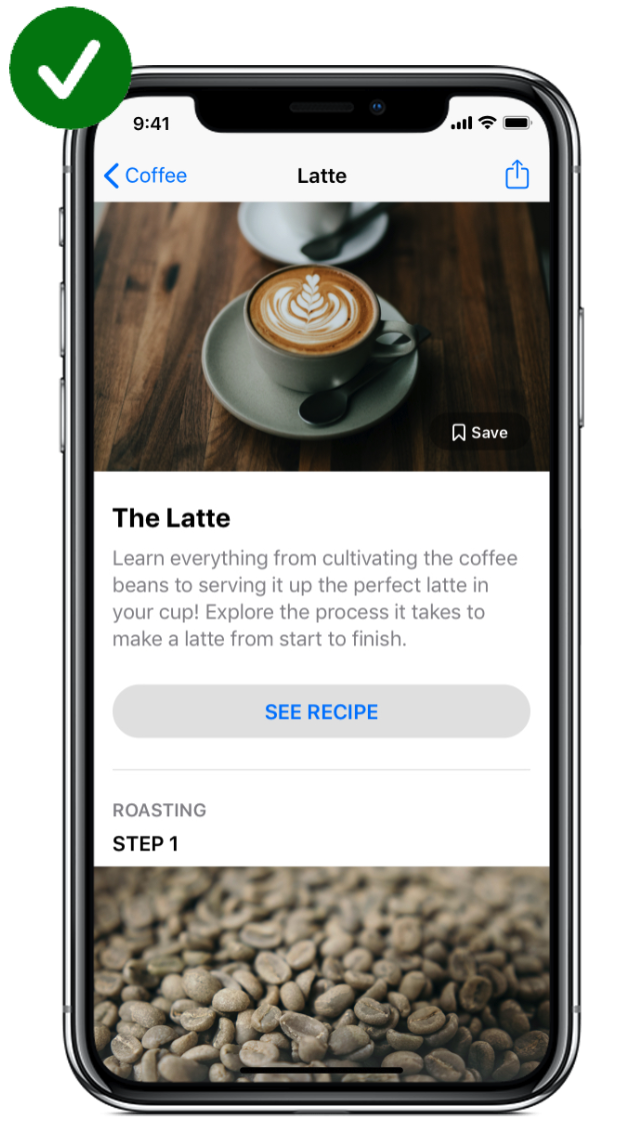 9:41
Coffee
Latte
Save
The Latte
Learn everything from cultivating the coffee
beans to serving it up the perfect latte in
your cup! Explore the process it takes to
make a latte from start to finish.
SEE RECIPE
ROASTING
STEP 1